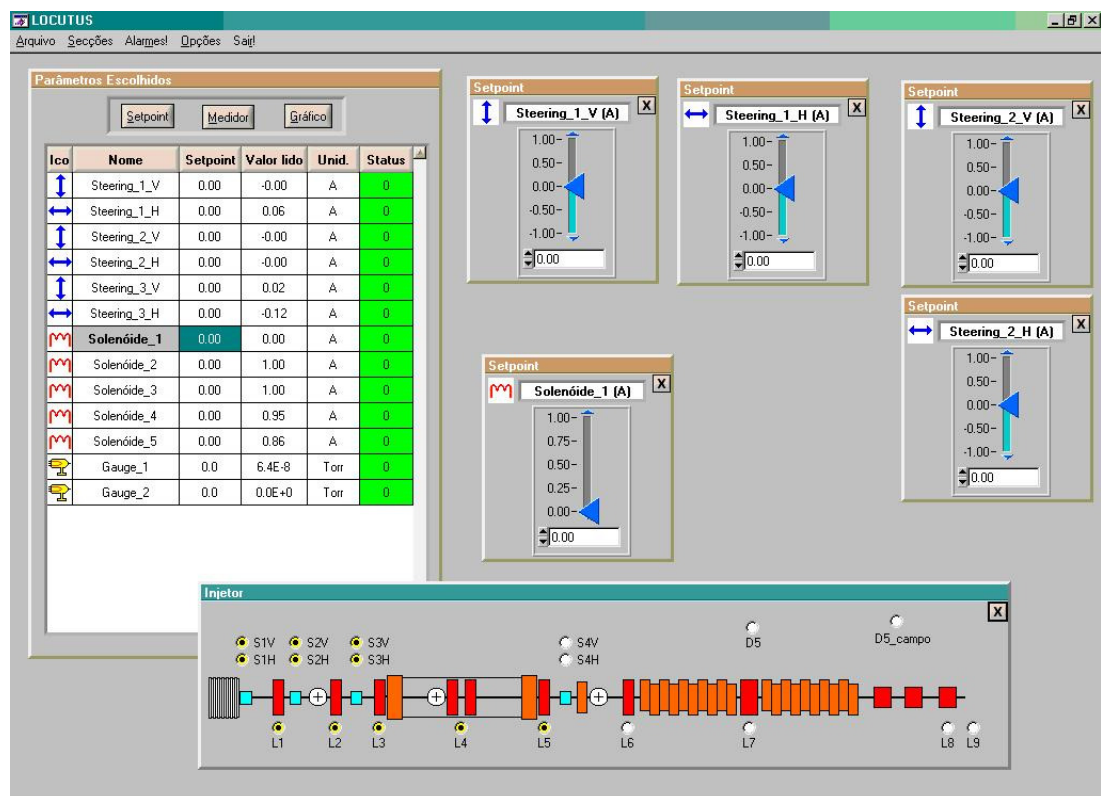 LOCUTUS
Arquivo Secções Alarmes! Opções Sair!
Parâmetros Escolhidos
Setpoint Medidor Gráfico
Ico Nome Setpoint Valor lido Unid. Status
Steering_1_V 0.00 -0.00 A 0
Steering_1_H 0.00 0.06 A 0
Steering_2_V 0.00 -0.00 A 0
Steering_2_H 0.00 -0.00 A 0
Steering_3_V 0.00 0.02 A 0
Steering_3_H 0.00 -0.12 A 0
Solenóide_1 0.00 0.00 A 0
Solenóide_2 0.00 1.00 A 0
Solenóide_3 0.00 1.00 A 0
Solenóide_4 0.00 0.95 A 0
Solenóide_5 0.00 0.86 A 0
Gauge_1 0.0 6.4E-8 Torr 0
Gauge_2 0.0 0.0E+0 Torr 0
Setpoint
X
Steering_1_V (A)
1.00-
0.50-
0.00-
-0.50-
-1.00-
0.00
Setpoint
X
Steering_1_H (A)
1.00-
0.50-
0.00-
-0.50-
-1.00-
0.00
Setpoint
X
Steering_2_V (A)
1.00-
0.50-
0.00-
-0.50-
-1.00-
0.00
Setpoint
X
Steering_2_H (A)
1.00-
0.50-
0.00-
-0.50-
-1.00-
0.00
Setpoint
X
Solenóide_1 (A)
1.00-
0.75-
0.50-
0.25-
0.00-
0.00
Injetor
X
S1V S2V S3V S4V D5 D5_campo
S1H S2H S3H S4H
L1 L2 L3 L4 L5 L6 L7 L8 L9